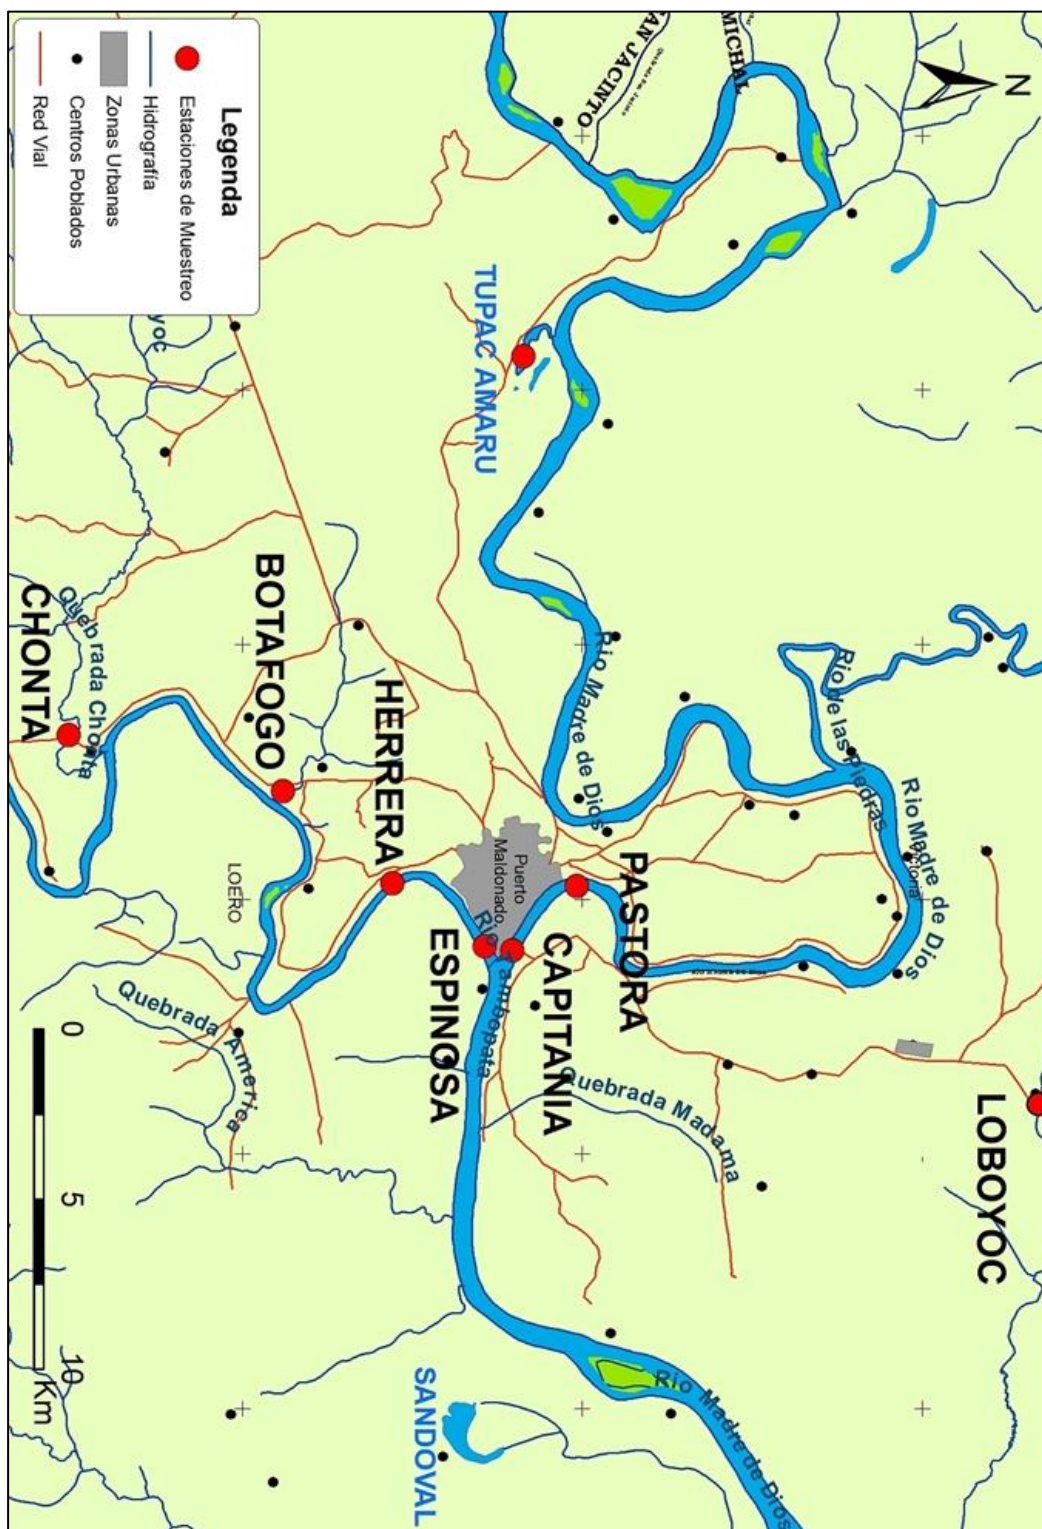 N
SAN JACINTO
MICHAL
Legenda
Estaciones de Muestreo
Hidrografía
Zonas Urbanas
Centros Poblados
Red Vial
TUPAC AMARU
yoc
BOTAFOGO
CHONTA
Quebrada Chonta
HERRERA
LOERO
Rio Madre de Dios
Rio de las Piedras
Rio Madre de Dios
Puerto
Maldonado
PASTORA
CAPITANIA
ESPINOSA
Rio Tambopata
Quebrada America
Quebrada Madama
LOBOYOC
Rio Madre de Dios
SANDOVAL
0
5
10
Km